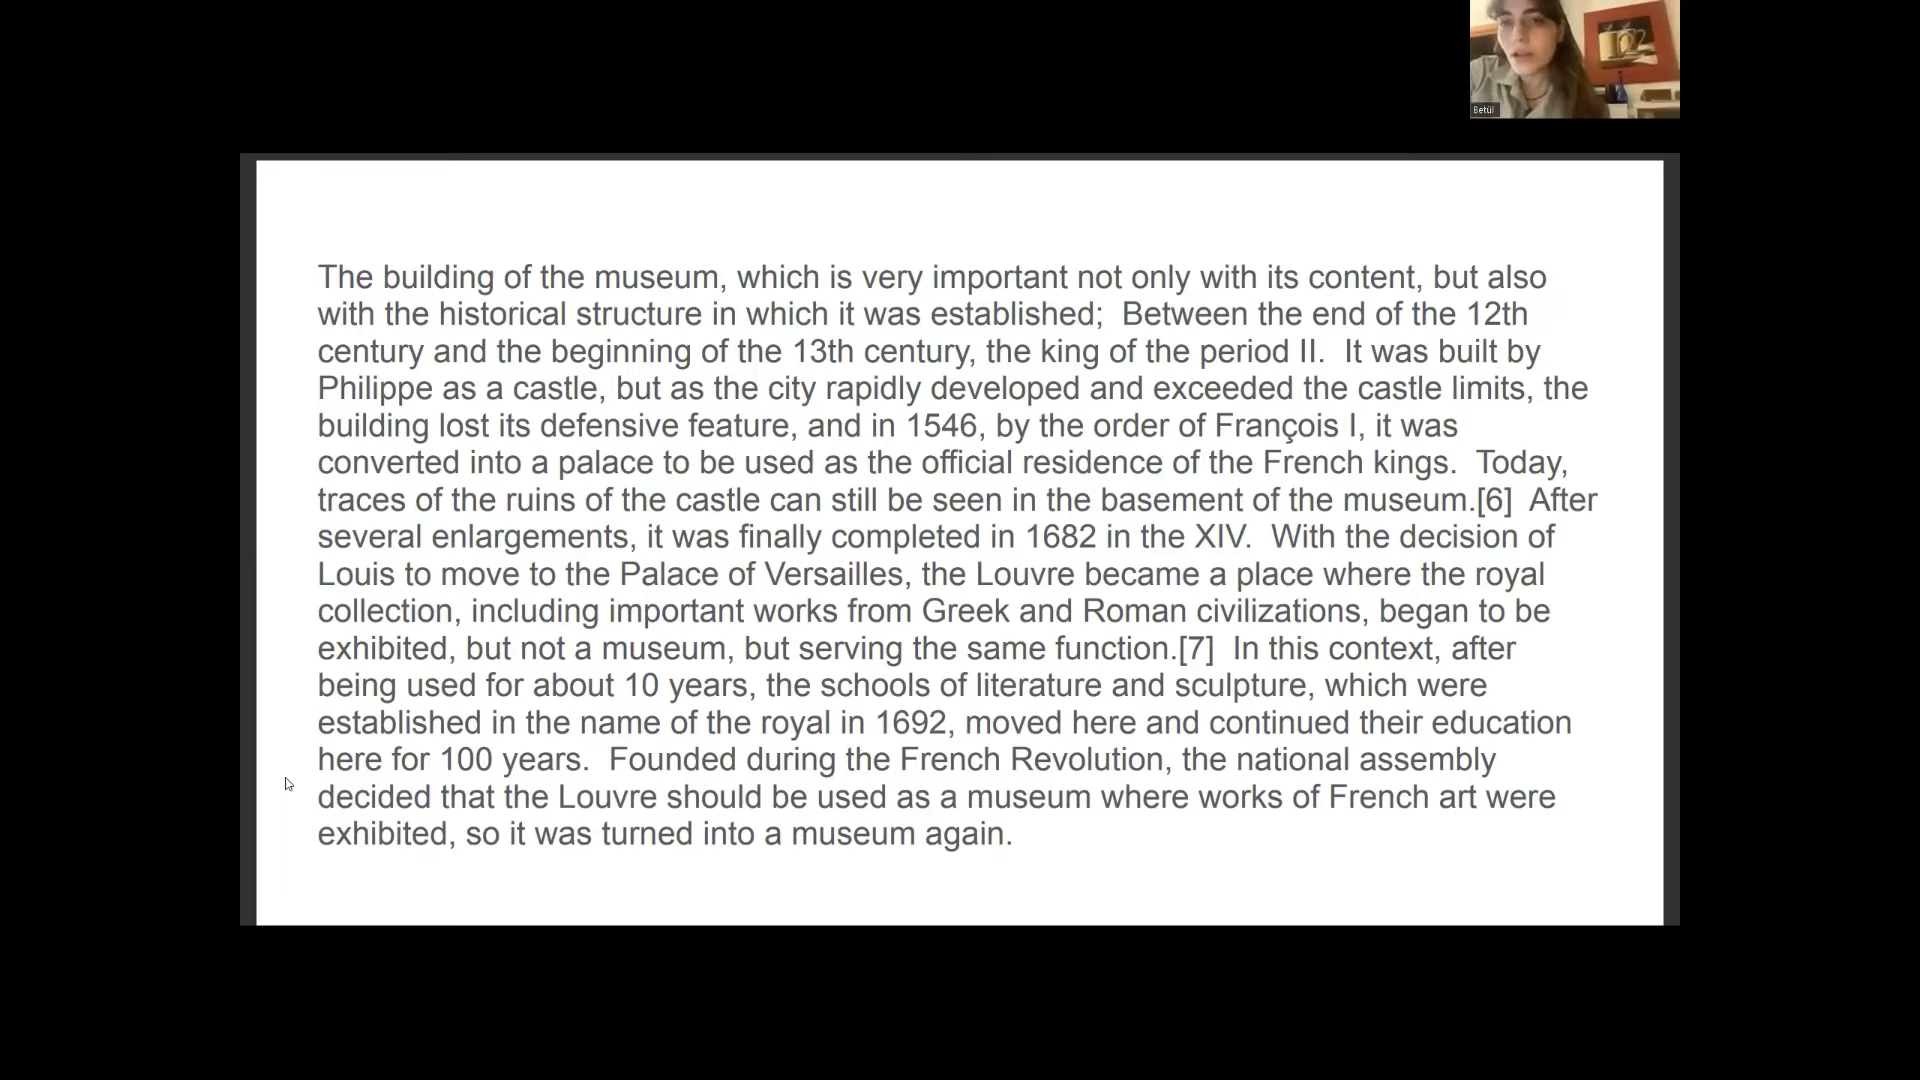 Betül
The building of the museum, which is very important not only with its content, but also
with the historical structure in which it was established;  Between the end of the 12th
century and the beginning of the 13th century, the king of the period II.  It was built by
Philippe as a castle, but as the city rapidly developed and exceeded the castle limits, the
building lost its defensive feature, and in 1546, by the order of François I, it was
converted into a palace to be used as the official residence of the French kings.  Today,
traces of the ruins of the castle can still be seen in the basement of the museum.[6]  After
several enlargements, it was finally completed in 1682 in the XIV.  With the decision of
Louis to move to the Palace of Versailles, the Louvre became a place where the royal
collection, including important works from Greek and Roman civilizations, began to be
exhibited, but not a museum, but serving the same function.[7]  In this context, after
being used for about 10 years, the schools of literature and sculpture, which were
established in the name of the royal in 1692, moved here and continued their education
here for 100 years.  Founded during the French Revolution, the national assembly
decided that the Louvre should be used as a museum where works of French art were
exhibited, so it was turned into a museum again.